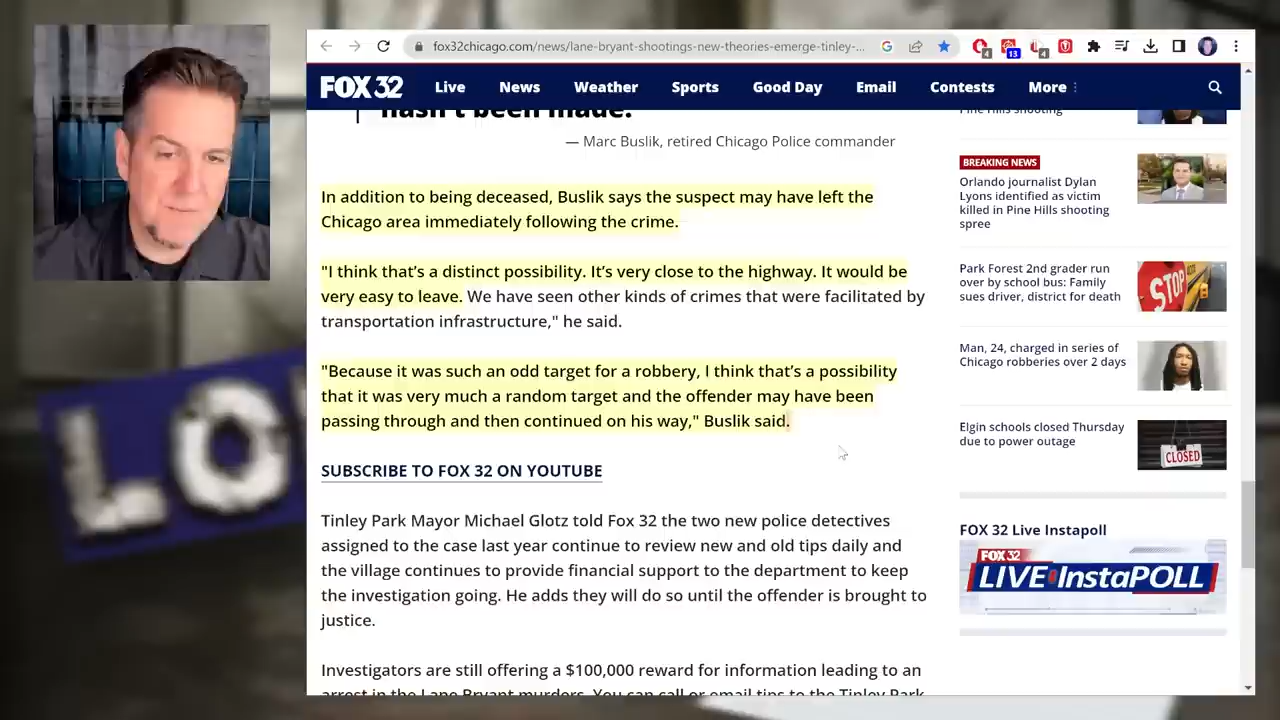 fox32chicago.com/news/lane-bryant-shootings-new-theories-emerge-tinley-...
4
13
4
FOX 32
Live
News
Weather
Sports
Good Day
Email
Contests
More
hasn't been made.
— Marc Buslik, retired Chicago Police commander
In addition to being deceased, Buslik says the suspect may have left the
Chicago area immediately following the crime.
"I think that's a distinct possibility. It's very close to the highway. It would be
very easy to leave. We have seen other kinds of crimes that were facilitated by
transportation infrastructure," he said.
"Because it was such an odd target for a robbery, I think that's a possibility
that it was very much a random target and the offender may have been
passing through and then continued on his way," Buslik said.
SUBSCRIBE TO FOX 32 ON YOUTUBE
Tinley Park Mayor Michael Glotz told Fox 32 the two new police detectives
assigned to the case last year continue to review new and old tips daily and
the village continues to provide financial support to the department to keep
the investigation going. He adds they will do so until the offender is brought to
justice.
Investigators are still offering a $100,000 reward for information leading to an
arrest in the Lane Bryant murders. You can call or email tips to the Tinley Park
Pine Hills shooting
BREAKING NEWS
Orlando journalist Dylan
Lyons identified as victim
killed in Pine Hills shooting
spree
Park Forest 2nd grader run
over by school bus: Family
sues driver, district for death
STOP
Man, 24, charged in series of
Chicago robberies over 2 days
Elgin schools closed Thursday
due to power outage
CLOSED
FOX 32 Live Instapoll
FOX 32
LIVE InstaPOLL
LO